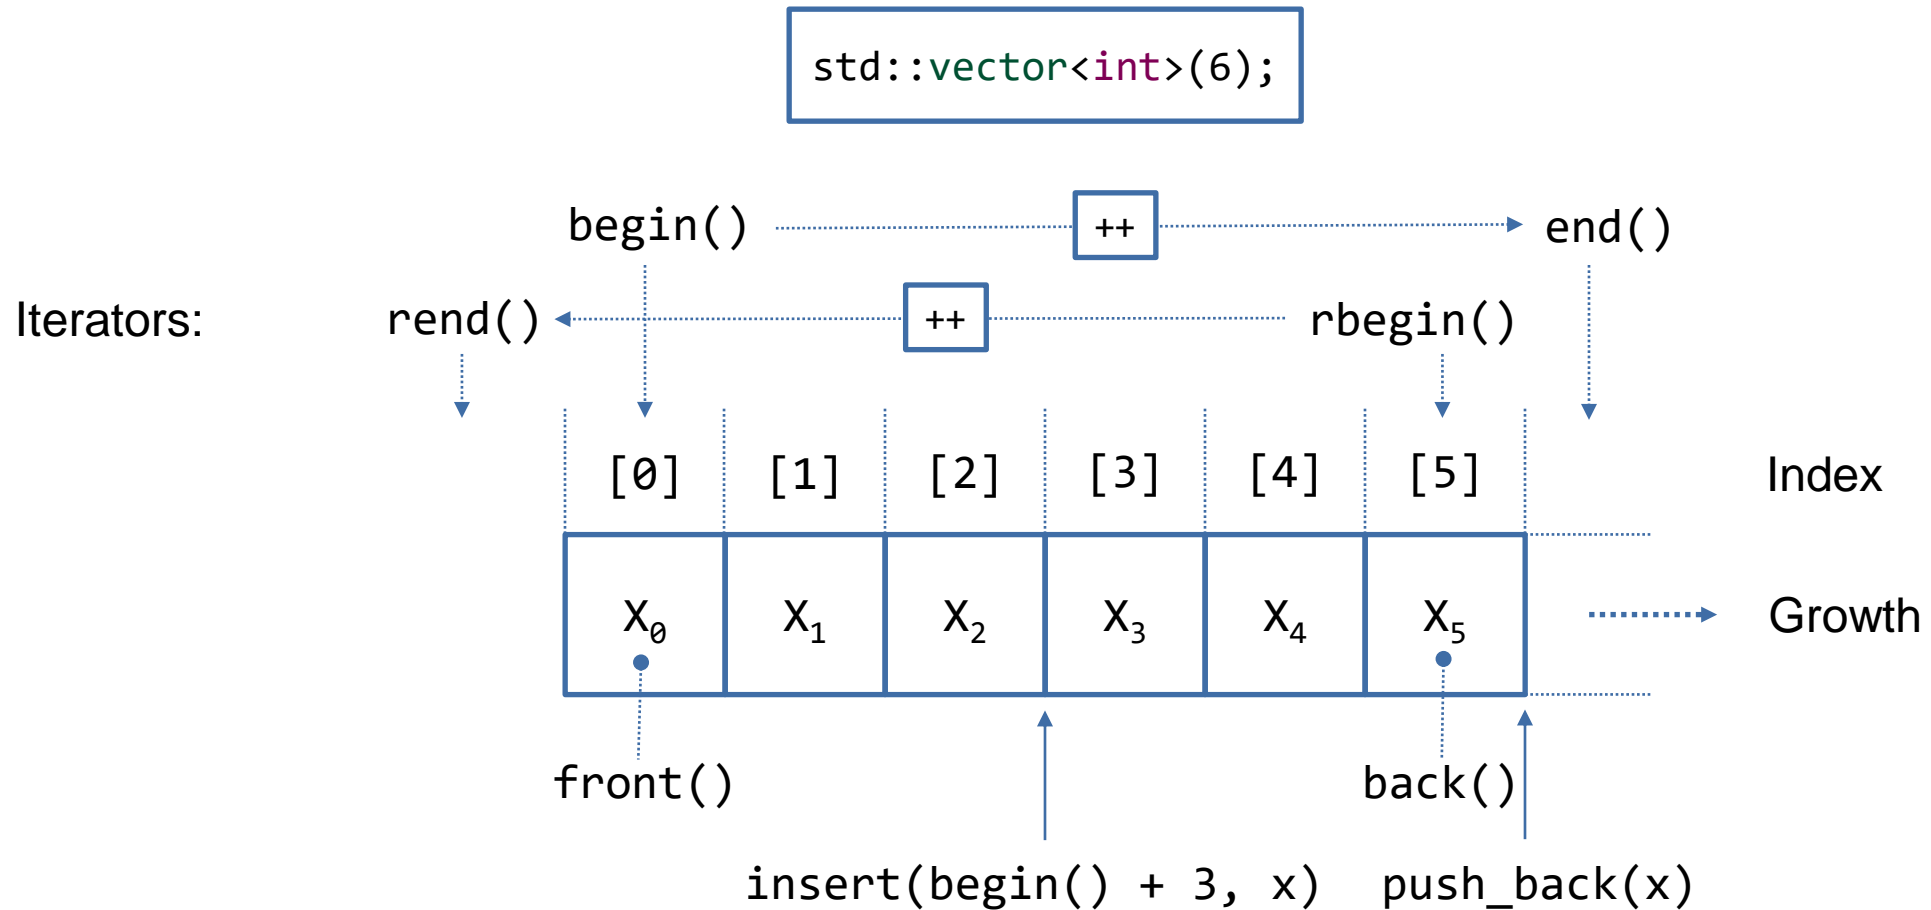 std::vector<int>(6);
begin() ++ end()
Iterators: rend() ++ rbegin()
[0] [1] [2] [3] [4] [5] Index
X0 X1 X2 X3 X4 X5 Growth
front() back()
insert(begin() + 3, x) push_back(x)